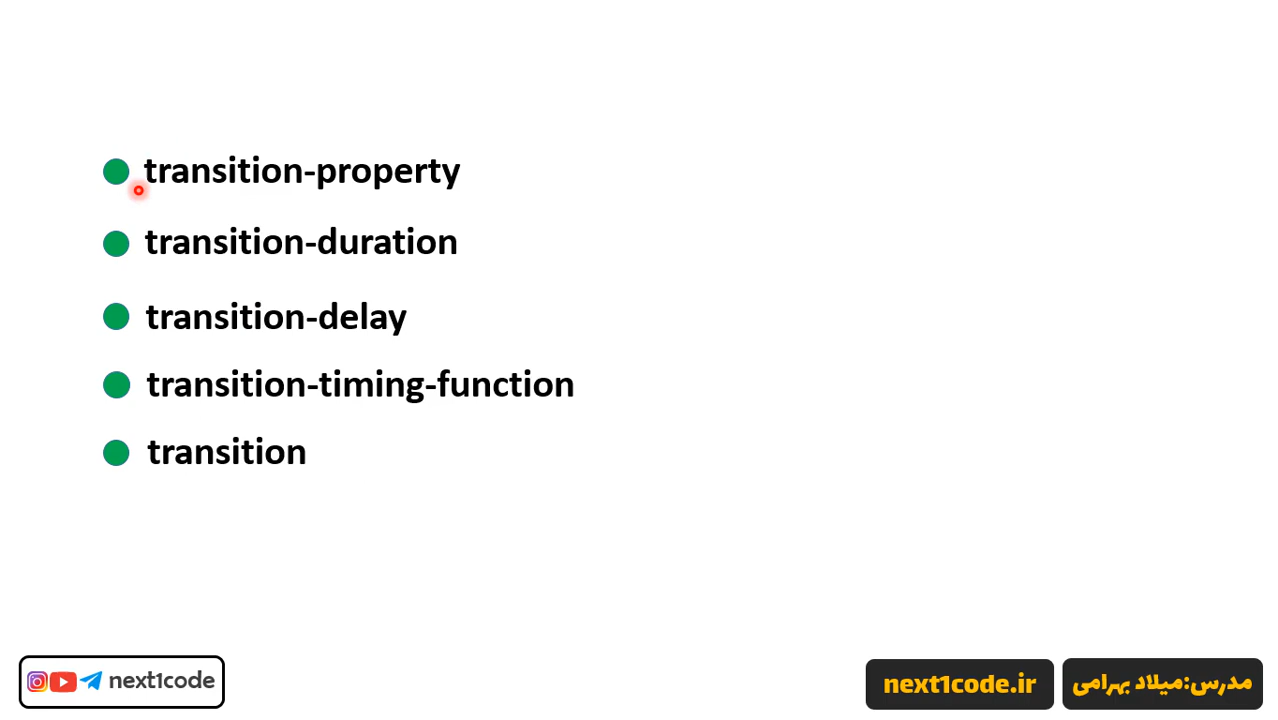 transition-property
transition-duration
transition-delay
transition-timing-function
transition
next1code
next1code.ir
مدرس:میلاد بهرامی